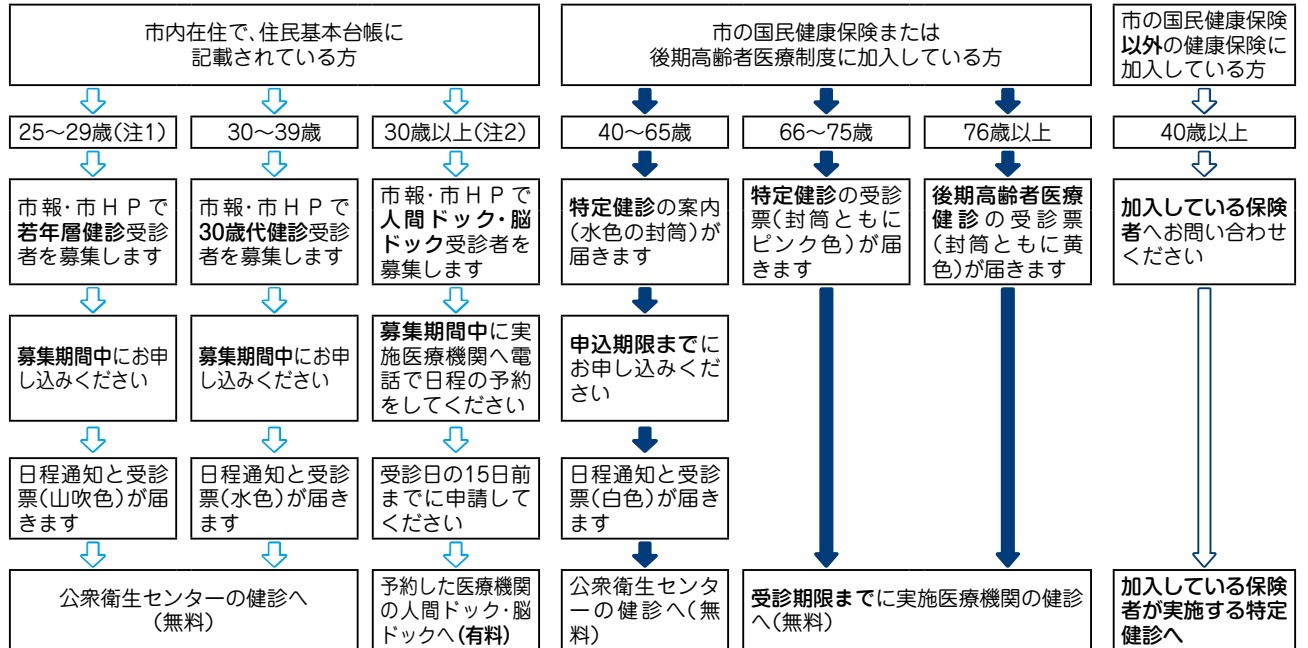 市内在住で、住民基本台帳に
記載されている方
市の国民健康保険または
後期高齢者医療制度に加入している方
市の国民健康保険
以外の健康保険に
加入している方
25～29歳(注1)
30～39歳
30歳以上(注2)
40～65歳
66～75歳
76歳以上
40歳以上
市報・市HPで
若年層健診受診
者を募集します
市報・市HPで
30歳代健診受診
者を募集します
市報・市HPで
人間ドック・脳
ドック受診者を
募集します
特定健診の案内
(水色の封筒)が
届きます
特定健診の受診
票(封筒ともに
ピンク色)が届
きます
後期高齢者医療
健診の受診票
(封筒ともに黄
色)が届きます
加入している保険
者へお問い合わせ
ください
募集期間中にお申
し込みください
募集期間中にお申
し込みください
募集期間中に実
施医療機関へ電
話で日程の予約
をしてください
申込期限までに
お申し込みくだ
さい
日程通知と受診
票(山吹色)が届
きます
日程通知と受診
票(水色)が届き
ます
受診日の15日前
までに申請して
ください
日程通知と受診
票(白色)が届き
ます
公衆衛生センターの健診へ
(無料)
予約した医療機関
の人間ドック・脳
ドックへ(有料)
公衆衛生センタ
ーの健診へ(無
料)
受診期限までに実施医療機関の健診
へ(無料)
加入している保険
者が実施する特定
健診へ